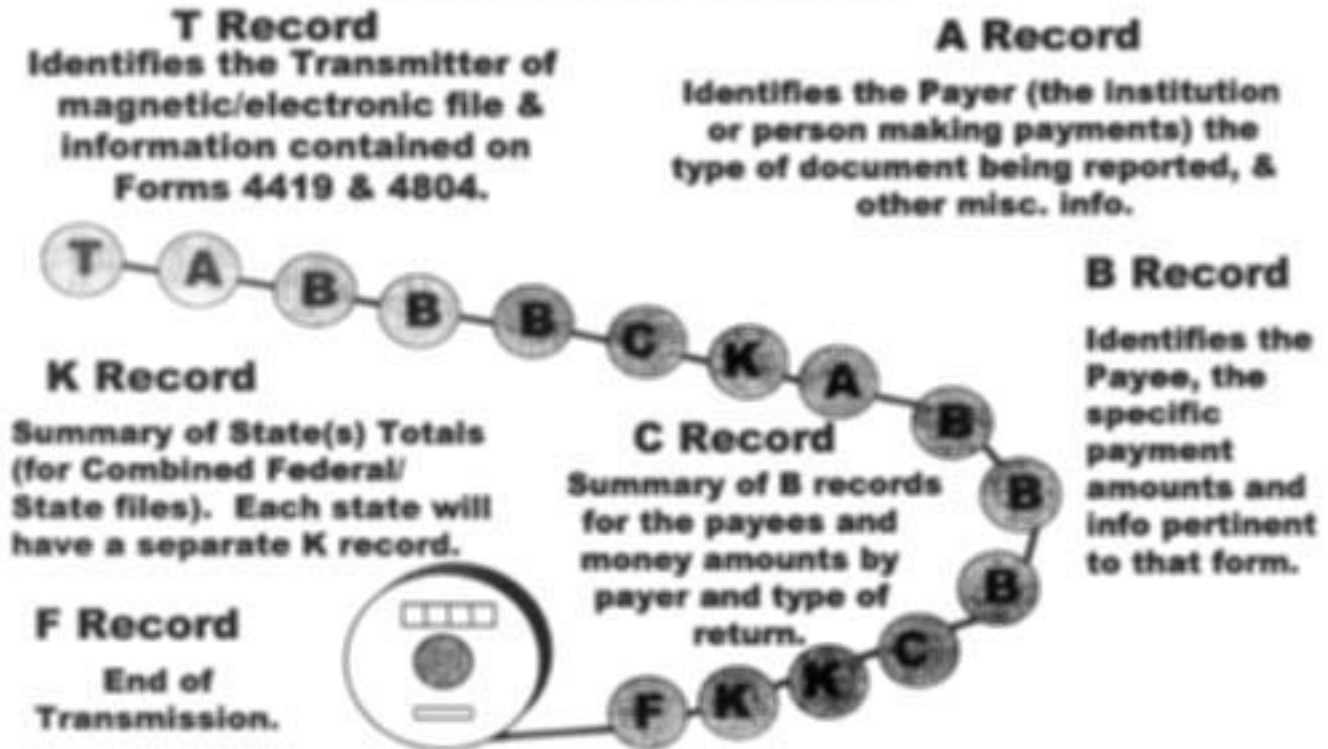 T Record
Identifies the Transmitter of
magnetic/electronic file &
information contained on
Forms 4419 & 4804.
A Record
Identifies the Payer (the institution
or person making payments) the
type of document being reported, &
other misc. info.
T
A
B
B
B
C
K
A
B
B
B
C
K
K
F
B Record
Identifies the
Payee, the
specific
payment
amounts and
info pertinent
to that form.
K Record
Summary of State(s) Totals
(for Combined Federal/
State files). Each state will
have a separate K record.
C Record
Summary of B records
for the payees and
money amounts by
payer and type of
return.
F Record
End of
Transmission.